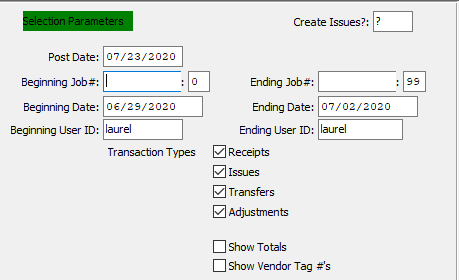 Selection Parameters Create Issues?: ?
Post Date: 07/23/2020
Beginning Job#: : 0 Ending Job#: : 99
Beginning Date: 06/29/2020 Ending Date: 07/02/2020
Beginning User ID: laurel Ending User ID: laurel
Transaction Types Receipts
Issues
Transfers
Adjustments
Show Totals
Show Vendor Tag #'s